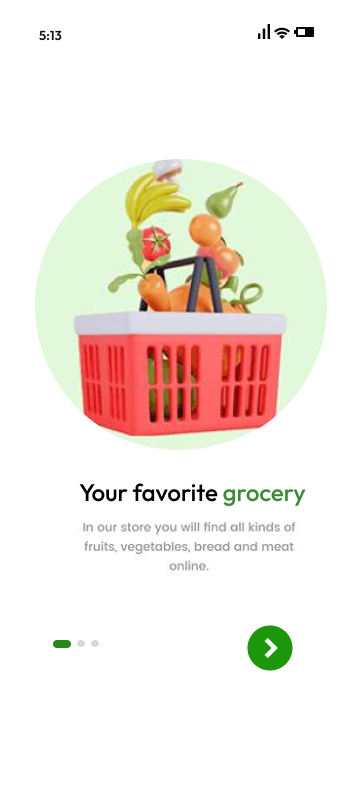 5:13
Your favorite grocery
In our store you will find all kinds of
fruits, vegetables, bread and meat
online.